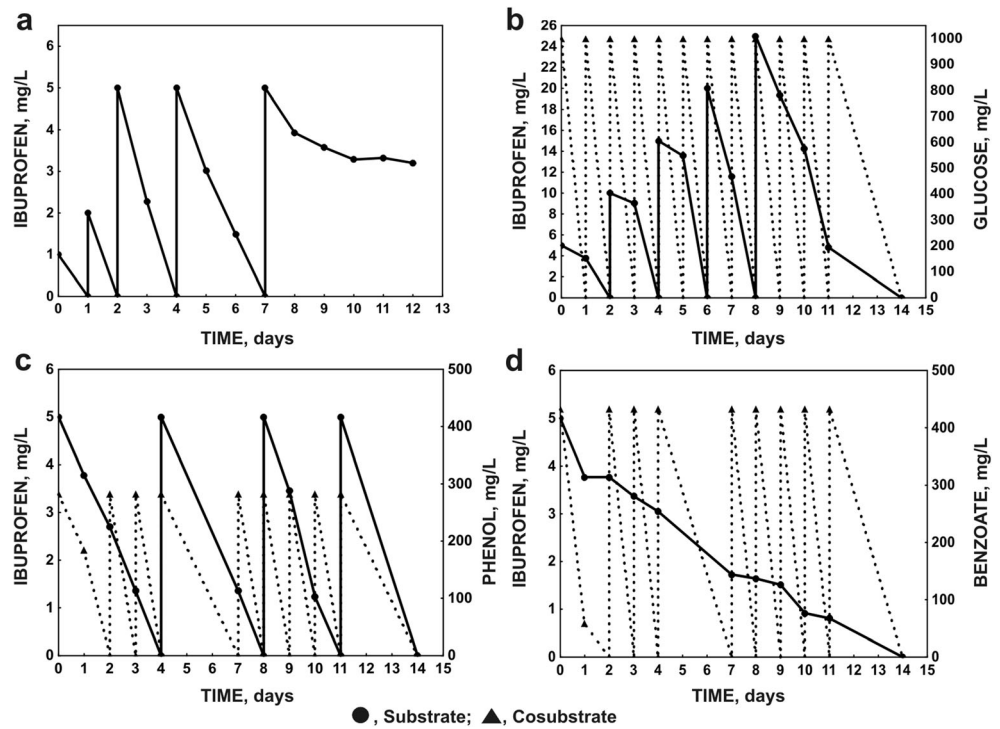 a
IBUPROFEN, mg/L
6
5
4
3
2
1
0
0 1 2 3 4 5 6 7 8 9 10 11 12 13
TIME, days
b
IBUPROFEN, mg/L
26
24
22
20
18
16
14
12
10
8
6
4
2
0
0 1 2 3 4 5 6 7 8 9 10 11 12 13 14 15
TIME, days
1000
900
800
700
600
500
400
300
200
100
0
GLUCOSE, mg/L
c
IBUPROFEN, mg/L
6
5
4
3
2
1
0
0 1 2 3 4 5 6 7 8 9 10 11 12 13 14 15
TIME, days
500
400
300
200
100
0
PHENOL, mg/L
d
IBUPROFEN, mg/L
6
5
4
3
2
1
0
0 1 2 3 4 5 6 7 8 9 10 11 12 13 14 15
TIME, days
500
400
300
200
100
0
BENZOATE, mg/L
●, Substrate; ▲, Cosubstrate